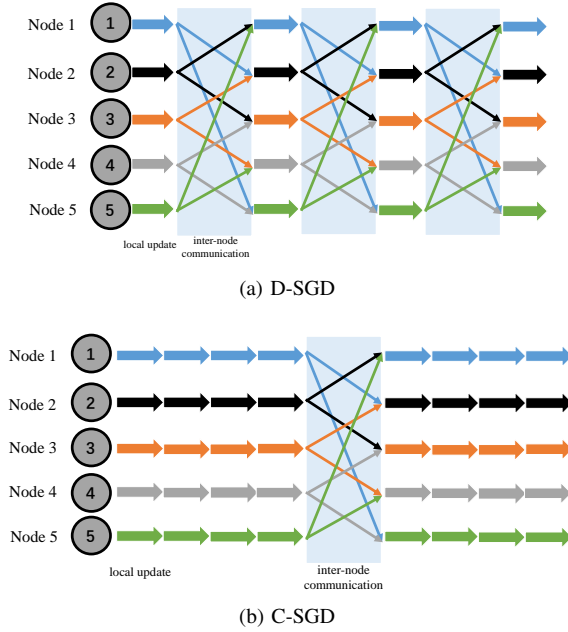 Node 1
1
Node 2
2
Node 3
3
Node 4
4
Node 5
5
local update
inter-node
communication
(a) D-SGD
Node 1
1
Node 2
2
Node 3
3
Node 4
4
Node 5
5
local update
inter-node
communication
(b) C-SGD